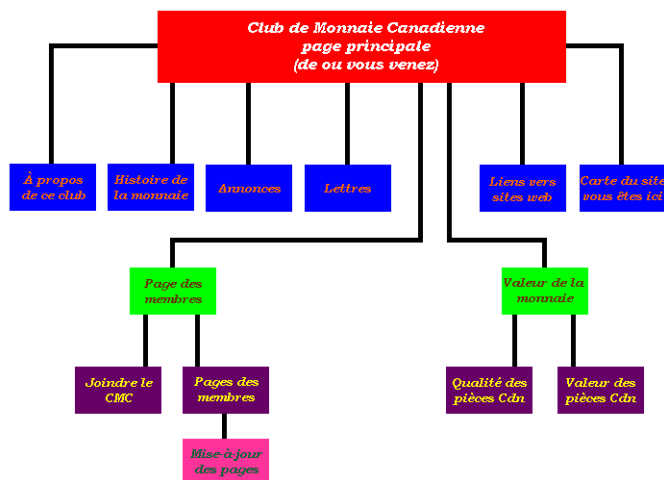 Club de Monnaie Canadienne
page principale
(de ou vous venez)
À propos
de ce club
Histoire de
la monnaie
Annonces
Lettres
Liens vers
sites web
Carte du site
vous êtes ici
Page des
membres
Valeur de la
monnaie
Joindre le
CMC
Pages des
membres
Qualité des
pièces Cdn
Valeur des
pièces Cdn
Mise-à-jour
des pages